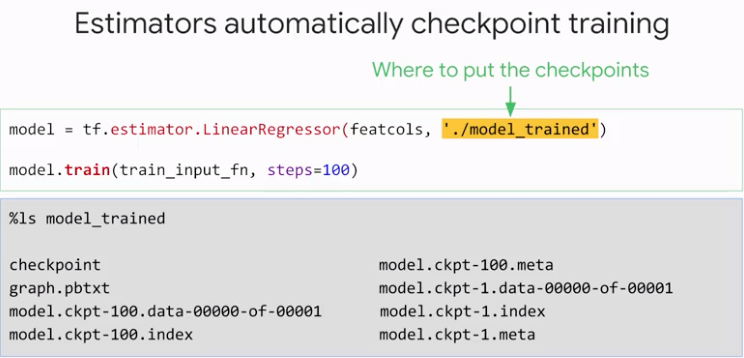 Estimators automatically checkpoint training
Where to put the checkpoints
model = tf.estimator.LinearRegressor(featcols, './model_trained')
model.train(train_input_fn, steps=100)
%ls model_trained
checkpoint model.ckpt-100.meta
graph.pbtxt model.ckpt-1.data-00000-of-00001
model.ckpt-100.data-00000-of-00001 model.ckpt-1.index
model.ckpt-100.index model.ckpt-1.meta